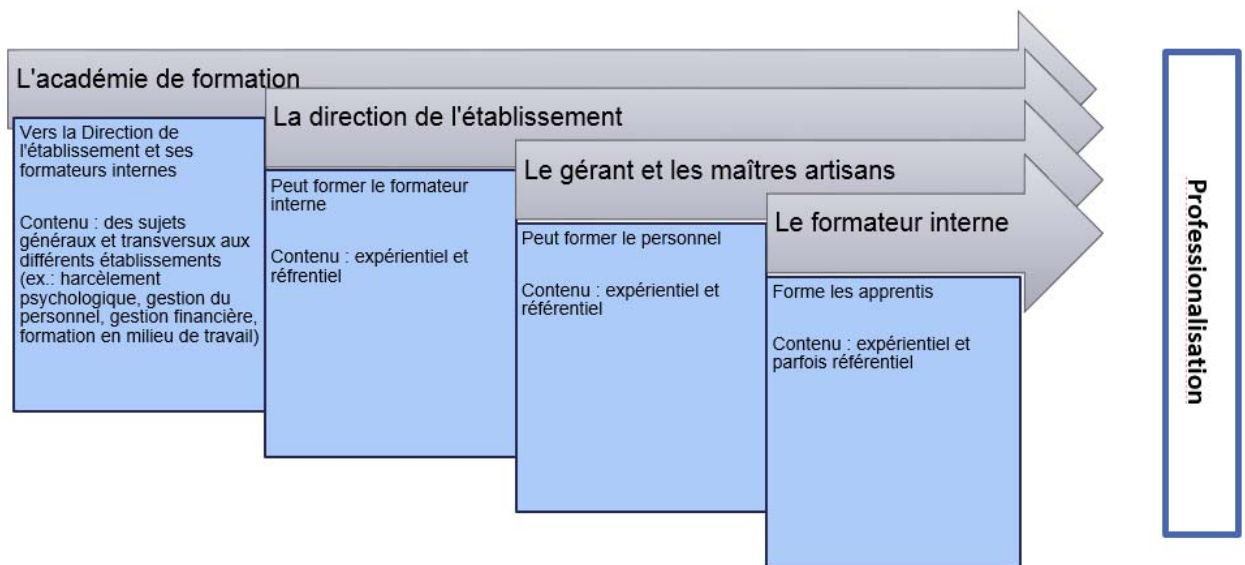 L'académie de formation
Vers la Direction de
l'établissement et ses
formateurs internes
Contenu : des sujets
généraux et transversux aux
différents établissements
(ex.: harcèlement
psychologique, gestion du
personnel, gestion financière,
formation en milieu de travail)
La direction de l'établissement
Peut former le formateur
interne
Contenu : expérientiel et
réfrentiel
Le gérant et les maîtres artisans
Peut former le personnel
Contenu : expérientiel et
référentiel
Le formateur interne
Forme les apprentis
Contenu : expérientiel et
parfois référentiel
Professionalisation